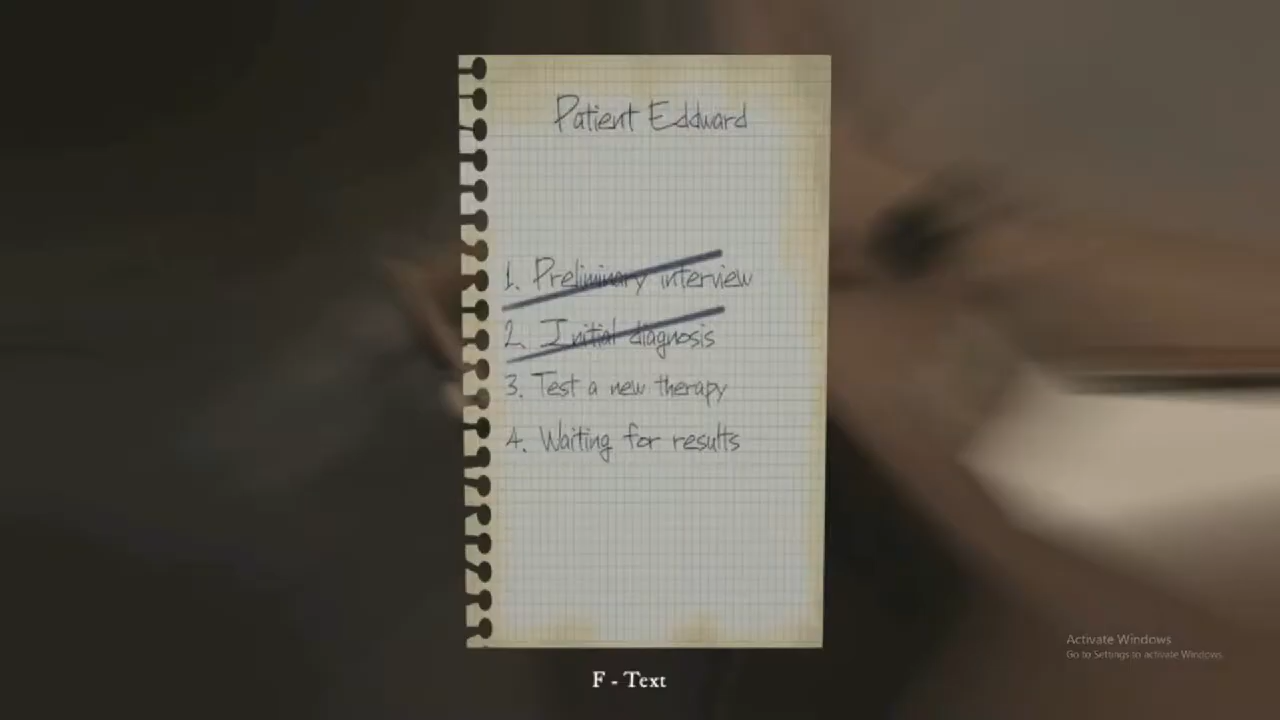 Patient Eddward
1. Preliminary interview
2. Initial diagnosis
3. Test a new therapy
4. Waiting for results
Activate Windows
Go to Settings to activate Windows.
F - Text